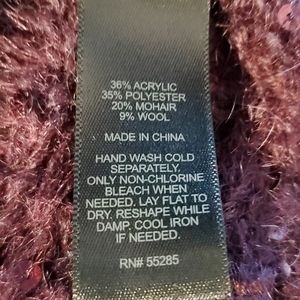 36% ACRYLIC
35% POLYESTER
20% MOHAIR
9% WOOL
MADE IN CHINA
HAND WASH COLD
SEPARATELY.
ONLY NON-CHLORINE
BLEACH WHEN
NEEDED. LAY FLAT TO
DRY. RESHAPE WHILE
DAMP. COOL IRON
IF NEEDED.
RN# 55285